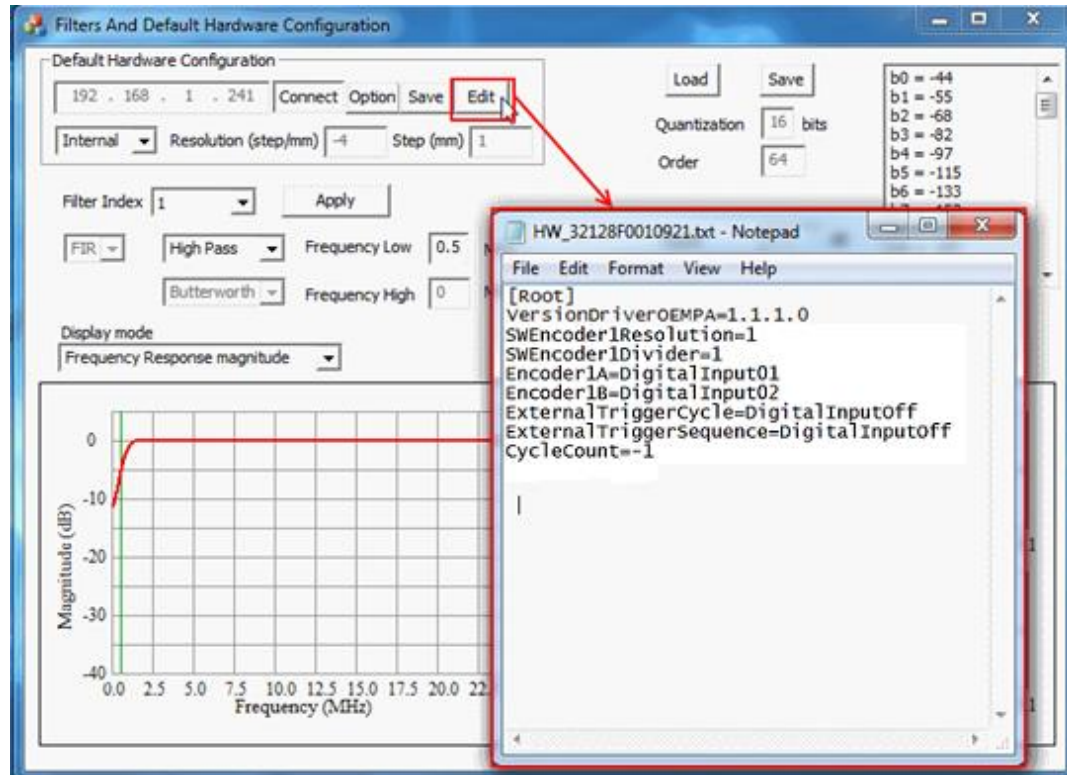 Filters And Default Hardware Configuration
Default Hardware Configuration
192 . 168 . 1 . 241 Connect Option Save Edit
Internal Resolution (step/mm) -4 Step (mm) 1
Load Save
Quantization 16 bits
Order 64
b0 = -44
b1 = -55
b2 = -68
b3 = -82
b4 = -97
b5 = -115
b6 = -133
Filter Index 1 Apply
FIR High Pass Frequency Low 0.5
Butterworth Frequency High 0
Display mode
Frequency Response magnitude
HW_32128F0010921.txt - Notepad
File Edit Format View Help
[Root]
VersionDriverOEMPA=1.1.1.0
SWEncoder1Resolution=1
SWEncoder1Divider=1
Encoder1A=DigitalInput01
Encoder1B=DigitalInput02
ExternalTriggerCycle=DigitalInputOff
ExternalTriggerSequence=DigitalInputOff
CycleCount=-1
Magnitude (dB)
0
-10
-20
-30
-40
0.0 2.5 5.0 7.5 10.0 12.5 15.0 17.5 20.0
Frequency (MHz)
1
1